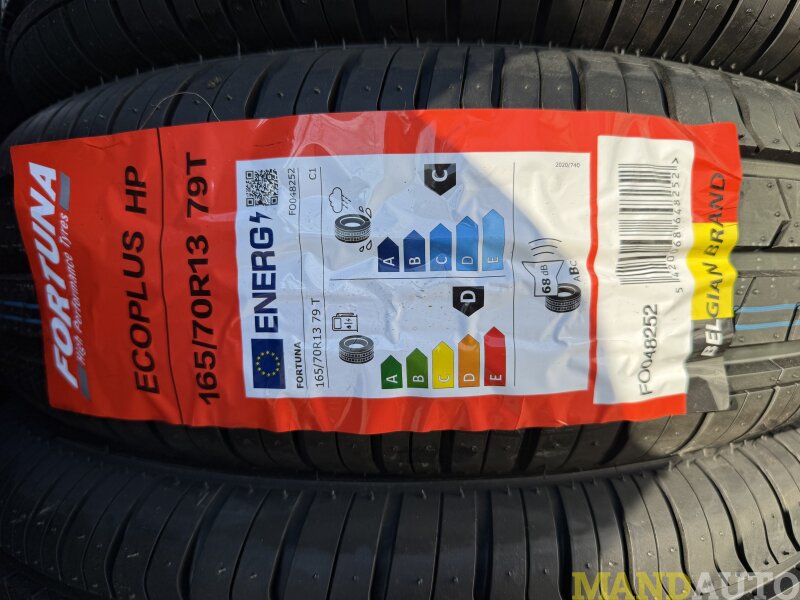 FORTUNA
High Performance Tyres
ECOPLUS HP
165/70R13 79T
ENERG
FO048252
C1
FORTUNA
165/70R13 79 T
C
A B C D E
D
A B C D E
2020/740
68 dB
ABC
5420068648252>
FO048252
BELGIAN BRAND
MANDAUTO